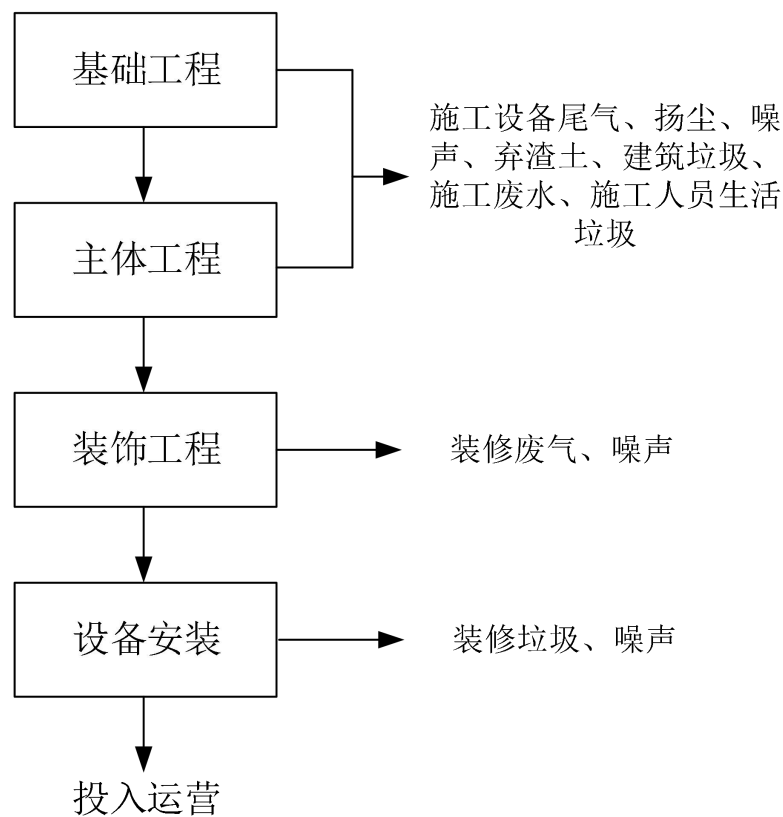 基础工程
施工设备尾气、扬尘、噪
声、弃渣土、建筑垃圾、
施工废水、施工人员生活
垃圾
主体工程
装饰工程
装修废气、噪声
设备安装
装修垃圾、噪声
投入运营